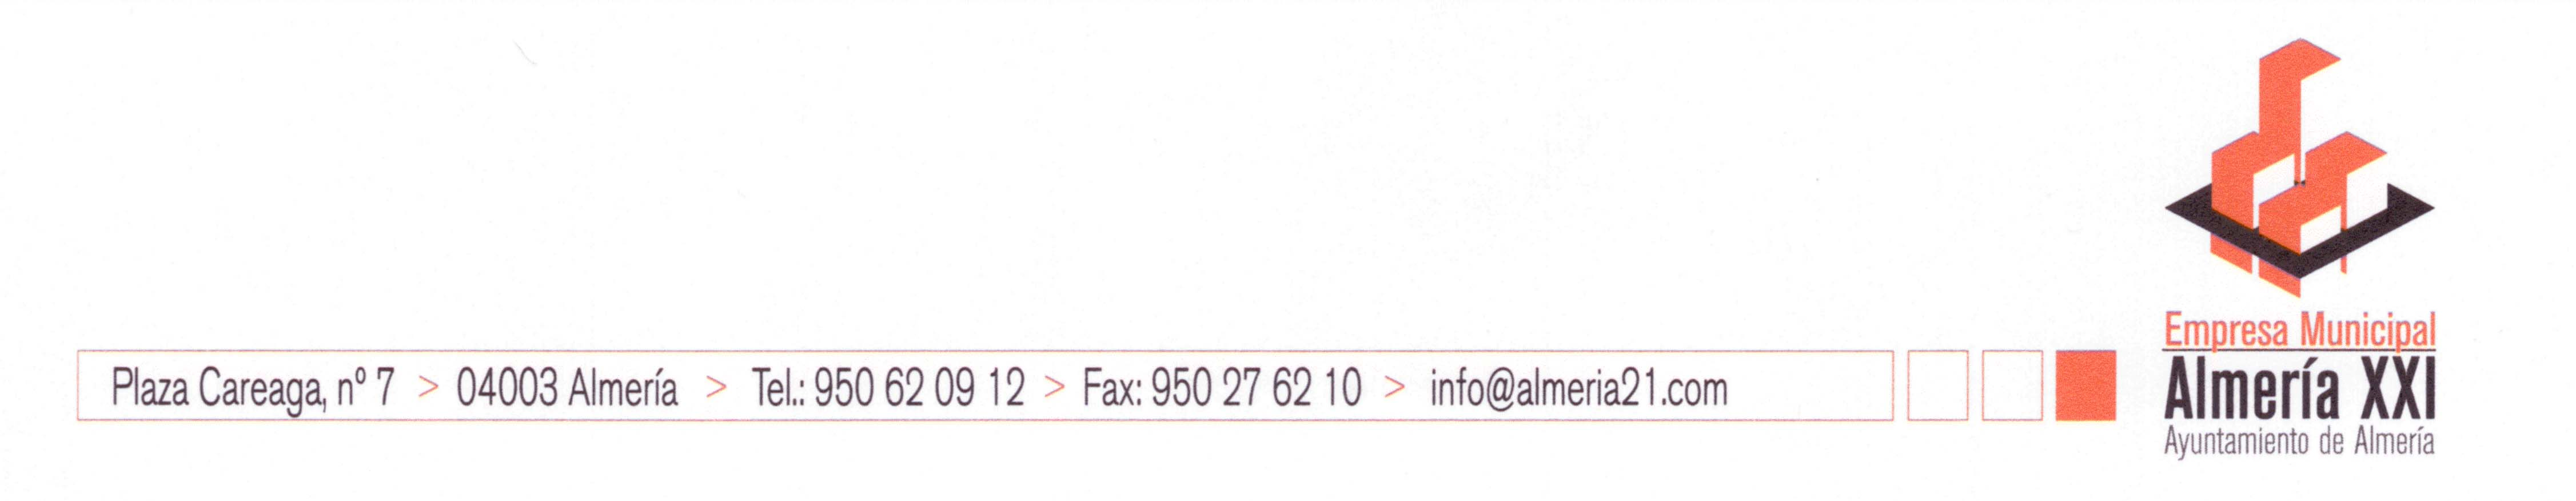 Plaza Careaga, nº 7 > 04003 Almería > Tel.: 950 62 09 12 > Fax: 950 27 62 10 > info@almeria21.com
Empresa Municipal
Almería XXI
Ayuntamiento de Almería